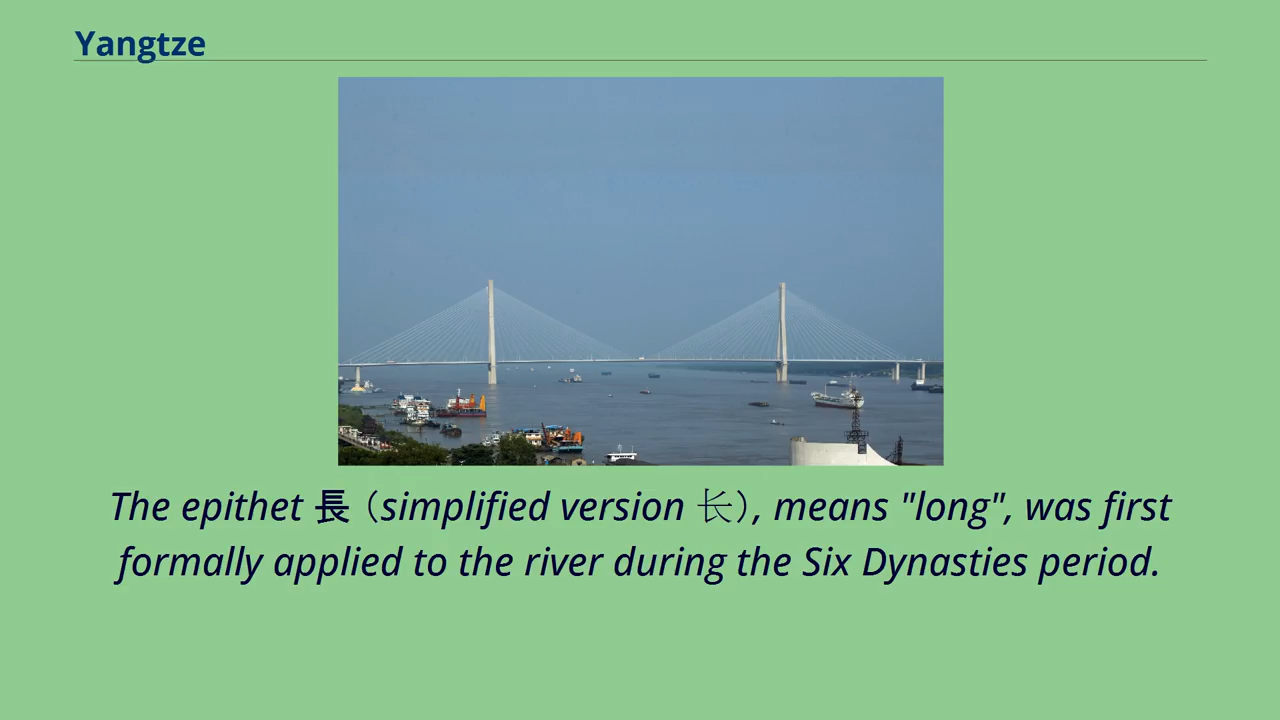 Yangtze
The epithet 長（simplified version 长）, means "long", was first
formally applied to the river during the Six Dynasties period.